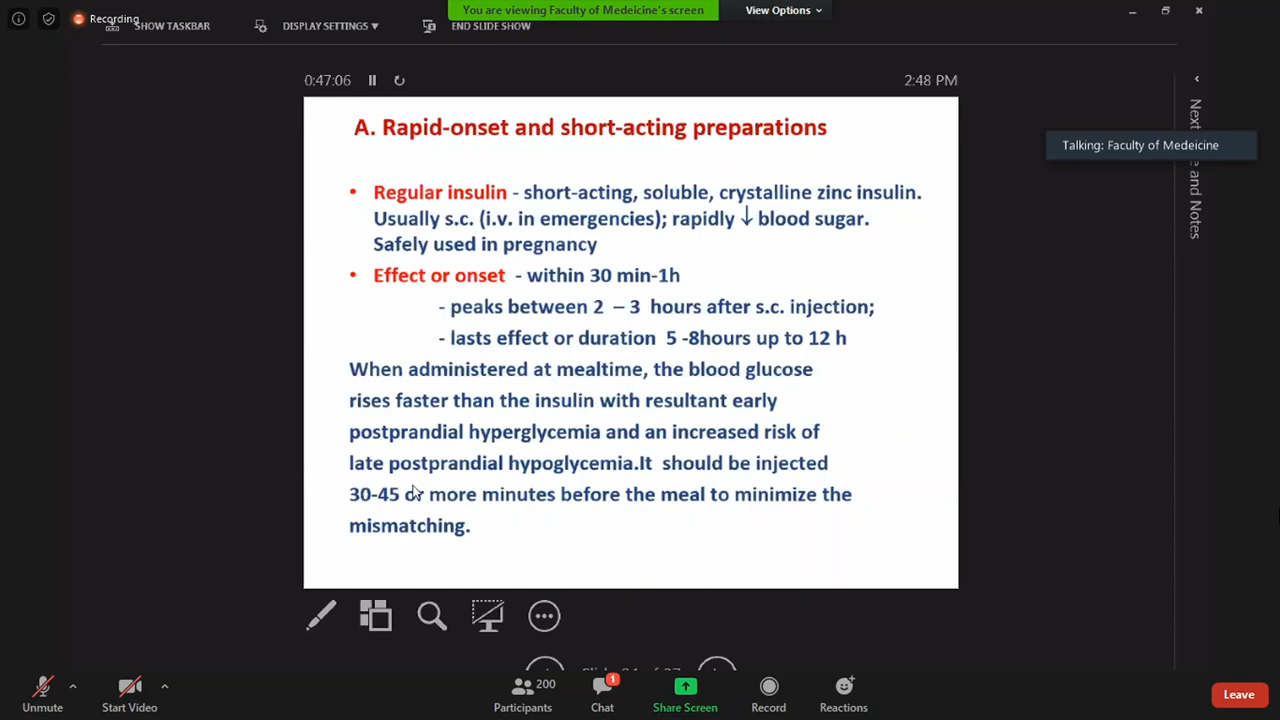 You are viewing Faculty of Medeicine's screen
View Options
Recording
SHOW TASKBAR
DISPLAY SETTINGS
END SLIDE SHOW
0:47:06
2:48 PM
A. Rapid-onset and short-acting preparations
• Regular insulin - short-acting, soluble, crystalline zinc insulin.
Usually s.c. (i.v. in emergencies); rapidly ↓ blood sugar.
Safely used in pregnancy
• Effect or onset - within 30 min-1h
- peaks between 2 – 3 hours after s.c. injection;
- lasts effect or duration 5 -8hours up to 12 h
When administered at mealtime, the blood glucose
rises faster than the insulin with resultant early
postprandial hyperglycemia and an increased risk of
late postprandial hypoglycemia.It should be injected
30-45 or more minutes before the meal to minimize the
mismatching.
Talking: Faculty of Medeicine
Next
and Notes
Unmute
Start Video
200
Participants
1
Chat
Share Screen
Record
Reactions
Leave